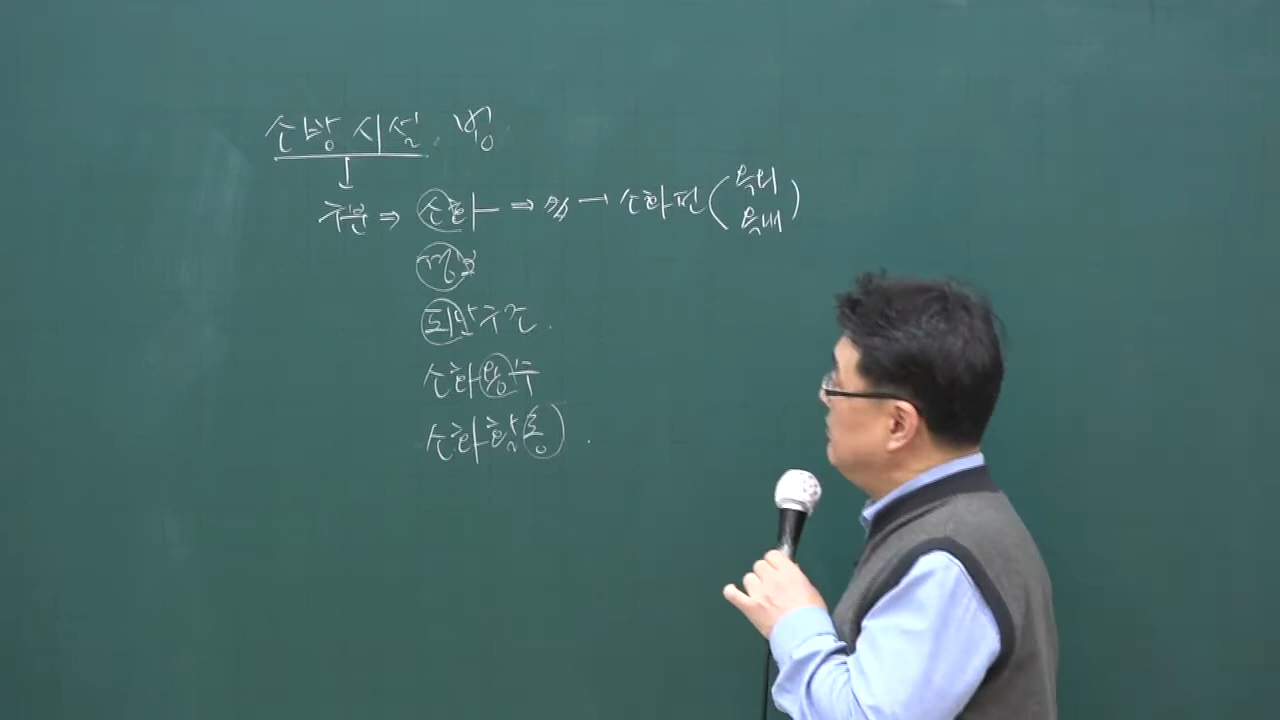 소방시설. 법.
↓
구분 ⇒ 소화 ⇒ → 소화전 (옥외
옥내)
경보
피난구조.
소화용수
소화활동).